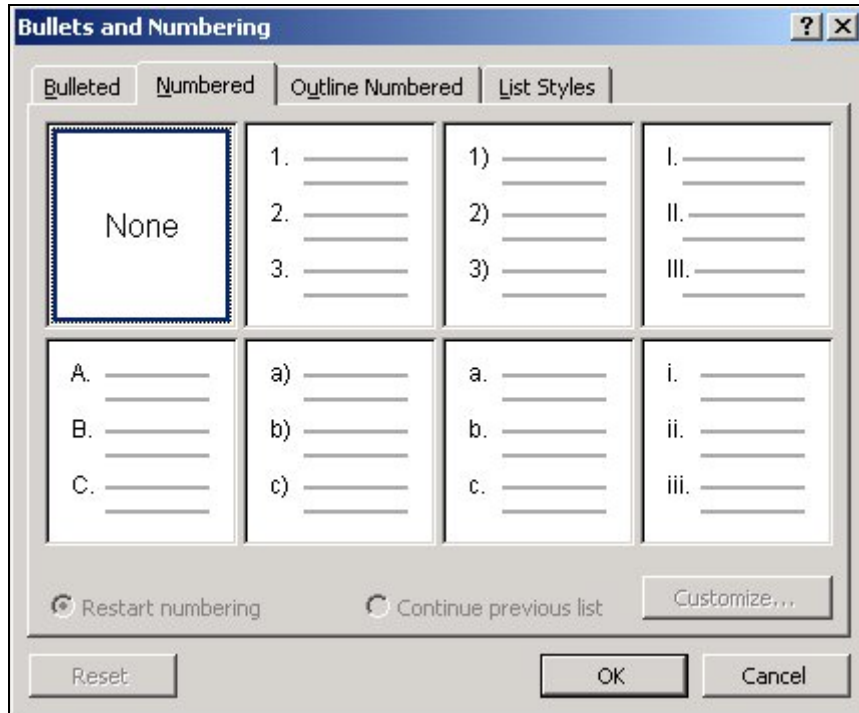 Bullets and Numbering
Bulleted Numbered Outline Numbered List Styles
None
1.
2.
3.
1)
2)
3)
I.
II.
III.
A.
B.
C.
a)
b)
c)
a.
b.
c.
i.
ii.
iii.
Restart numbering Continue previous list Customize...
Reset OK Cancel